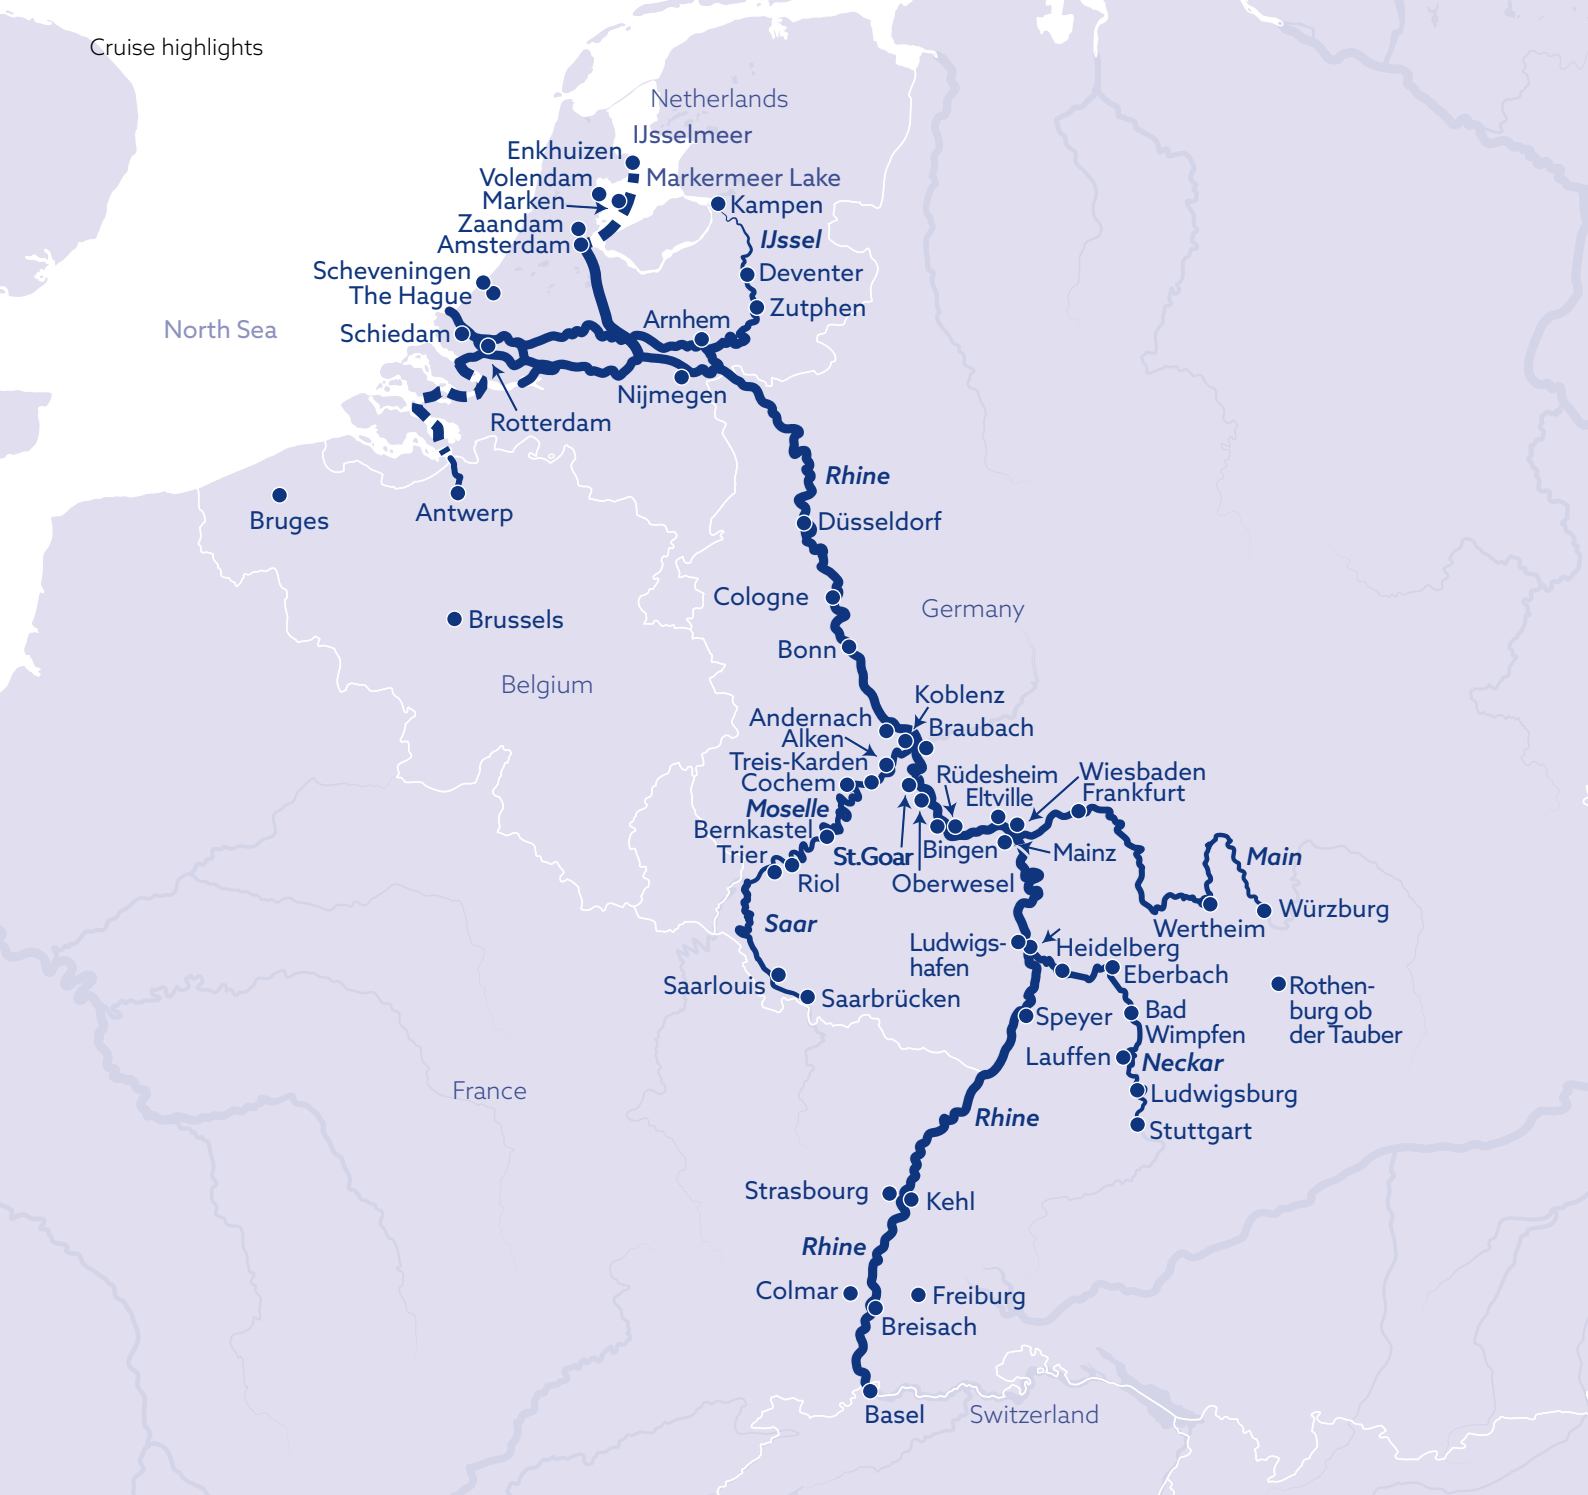 Cruise highlights
Netherlands
IJsselmeer
Enkhuizen
Volendam
Markermeer Lake
Marken
Kampen
Zaandam
IJssel
Amsterdam
Scheveningen
Deventer
The Hague
Zutphen
Arnhem
North Sea
Schiedam
Nijmegen
Rotterdam
Rhine
Bruges
Antwerp
Düsseldorf
Cologne
Germany
Brussels
Bonn
Belgium
Koblenz
Andernach
Braubach
Alken
Treis-Karden
Rüdesheim
Wiesbaden
Cochem
Eltville
Frankfurt
Moselle
Bernkastel
Trier
St.Goar
Bingen
Mainz
Main
Riol
Oberwesel
Würzburg
Saar
Wertheim
Ludwigs-
hafen
Heidelberg
Eberbach
Saarlouis
Saarbrücken
Rothen-
burg ob
der Tauber
Speyer
Bad
Wimpfen
Lauffen
Neckar
France
Ludwigsburg
Rhine
Stuttgart
Strasbourg
Kehl
Rhine
Colmar
Freiburg
Breisach
Basel
Switzerland